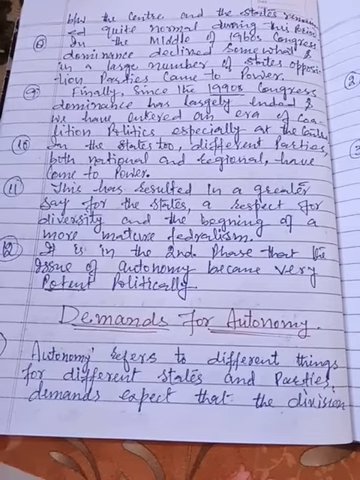 b/w the Centre and the states remain
ed quite normal during this period
⑧ In the Middle of 1960s Congress
dominance declined somewhat &
in a large number of states opposi
tion Parties Came to Power.
⑨ Finally, Since the 1990s Congress
dominance has largely ended &
we have entered an era of coa
lition Politics especially at the Centre
⑩ In the states too, different Parties,
both national and regional, have
come to Power.
⑪ This has resulted in a greater
say for the states, a respect for
diversity and the begning of a
more mature federalism.
⑫ It is in the 2nd Phase that the
Issue of autonomy became very
Potent Politically
Demands For Autonomy.
Autonomy refers to different things
for different states and Parties,
demands expect that the division